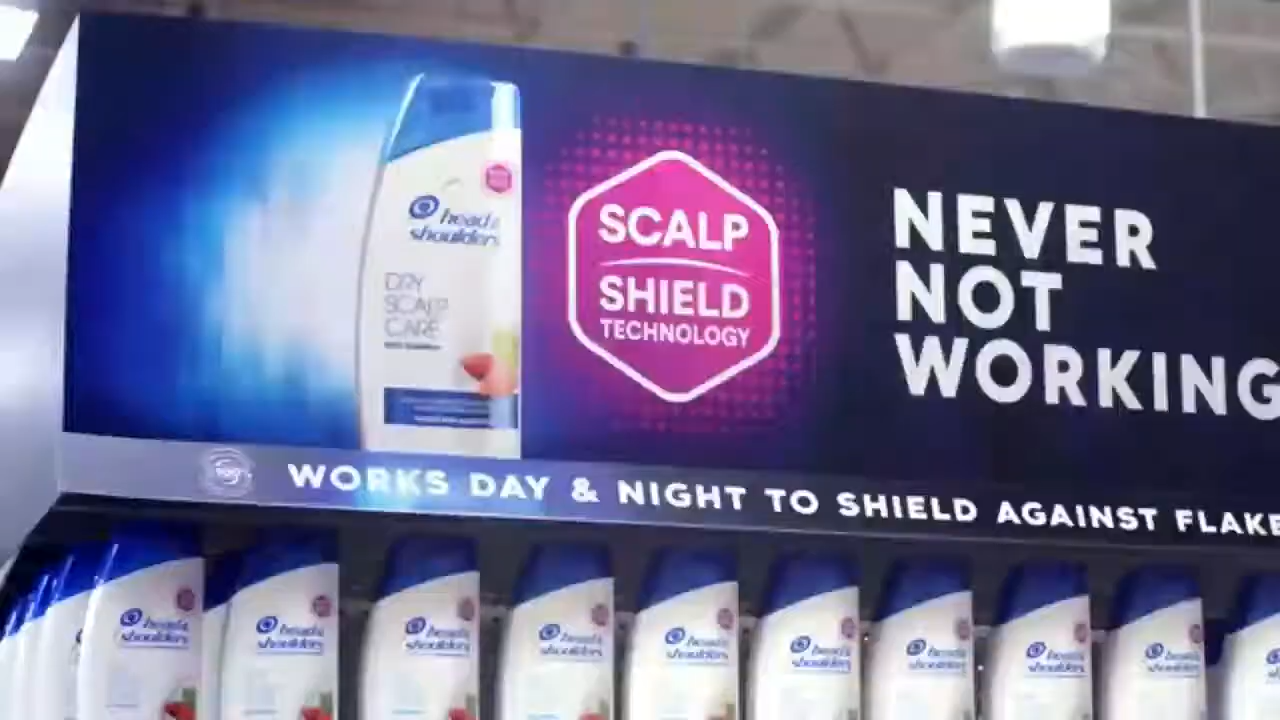 head &
shoulders
DRY
SCALP
CARE
SCALP
SHIELD
TECHNOLOGY
NEVER
NOT
WORKING
WORKS DAY & NIGHT TO SHIELD AGAINST FLAKE
head &
shoulders
head &
shoulders
head &
shoulders
head &
shoulders
head &
shoulders
head &
shoulders
head &
shoulders
head &
shoulders
head &
shoulders